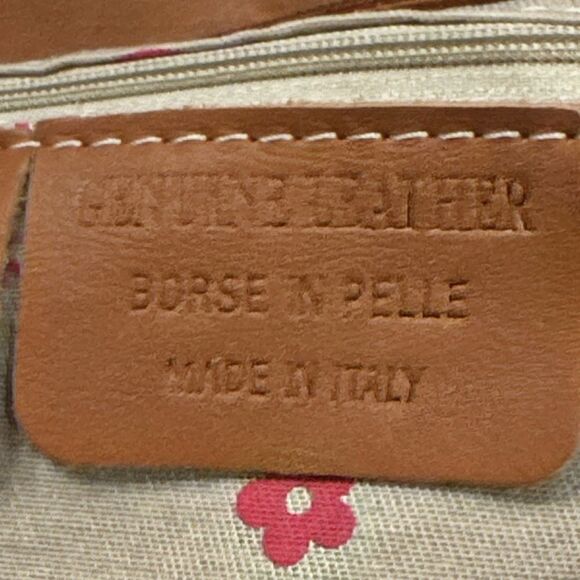 GENUINE LEATHER
BORSE IN PELLE
MADE IN ITALY